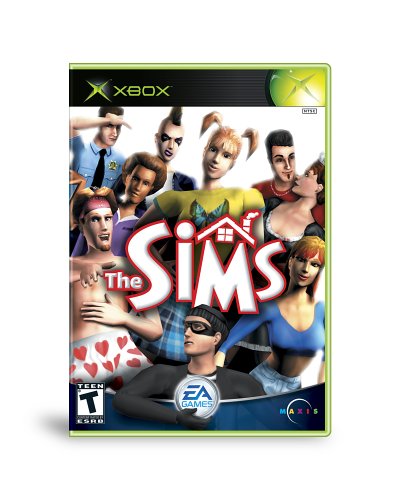 XBOX
NTSC
The SIMS
TEEN
T
ESRB
EA
GAMES
MAXIS